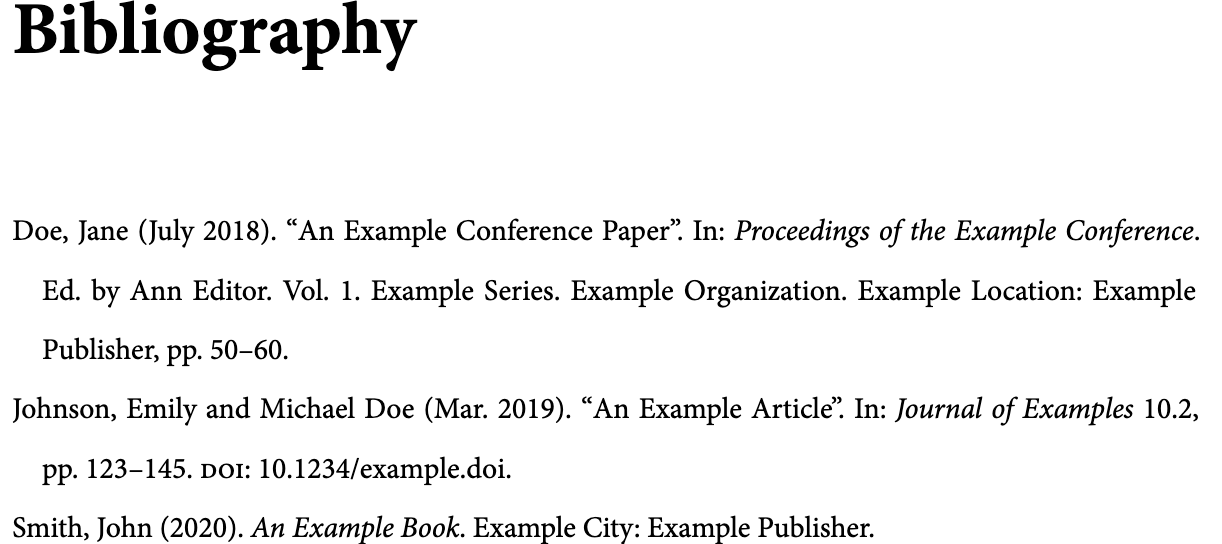 Bibliography
Doe, Jane (July 2018). “An Example Conference Paper”. In: Proceedings of the Example Conference.
Ed. by Ann Editor. Vol. 1. Example Series. Example Organization. Example Location: Example
Publisher, pp. 50–60.
Johnson, Emily and Michael Doe (Mar. 2019). “An Example Article”. In: Journal of Examples 10.2,
pp. 123–145. DOI: 10.1234/example.doi.
Smith, John (2020). An Example Book. Example City: Example Publisher.